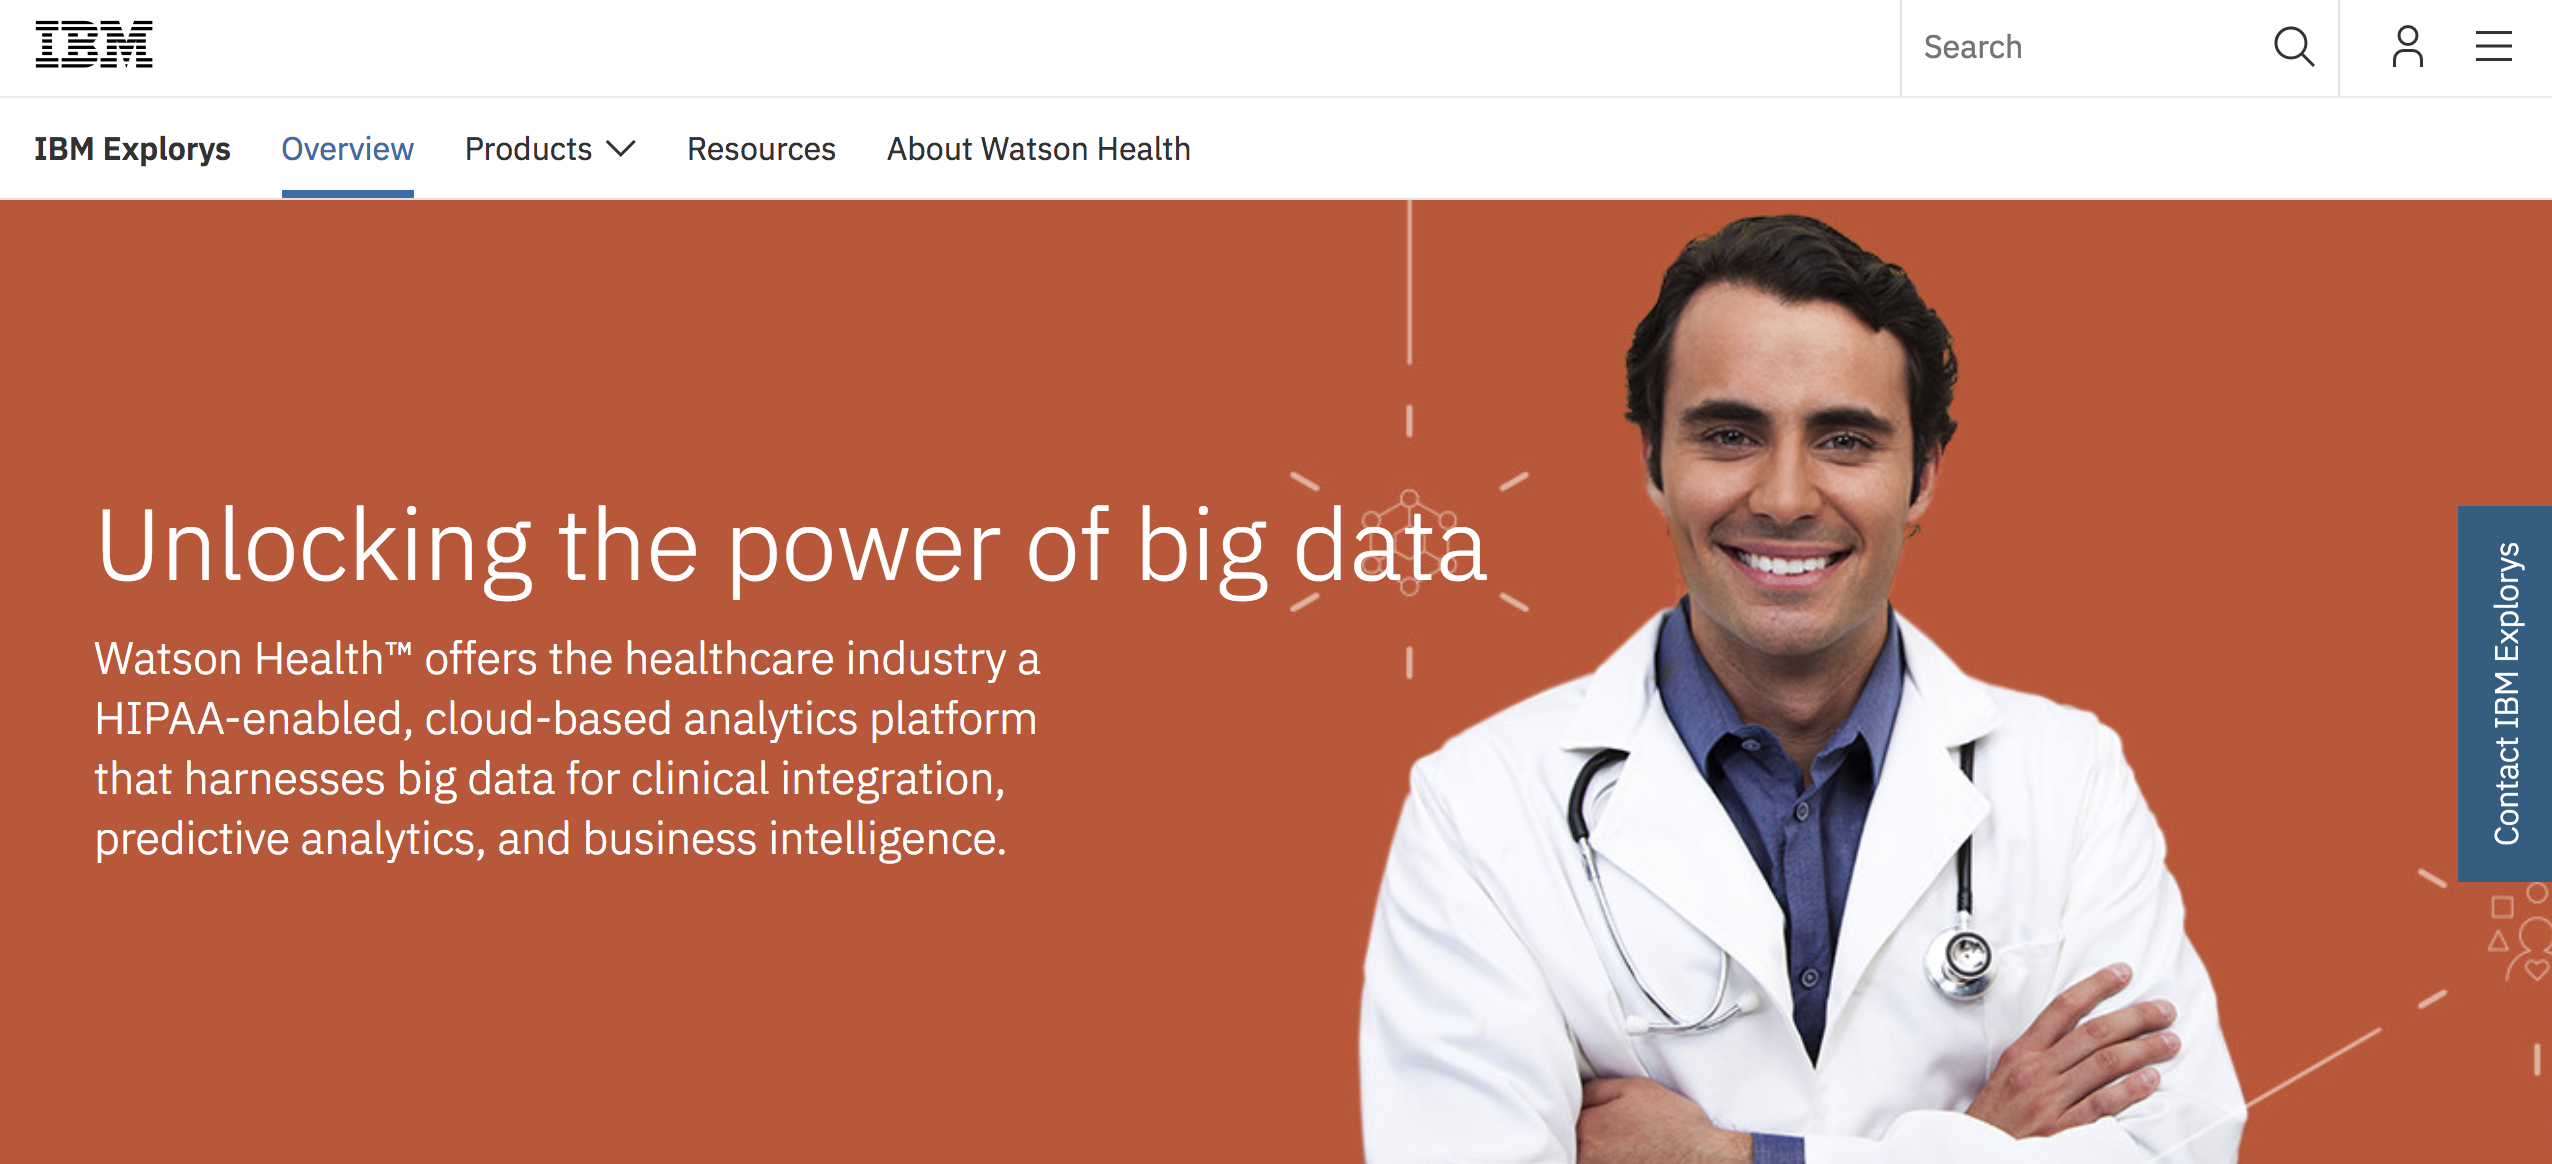 IBM
Search
IBM Explorys Overview Products Resources About Watson Health
Unlocking the power of big data
Watson Health™ offers the healthcare industry a
HIPAA-enabled, cloud-based analytics platform
that harnesses big data for clinical integration,
predictive analytics, and business intelligence.
Contact IBM Explorys